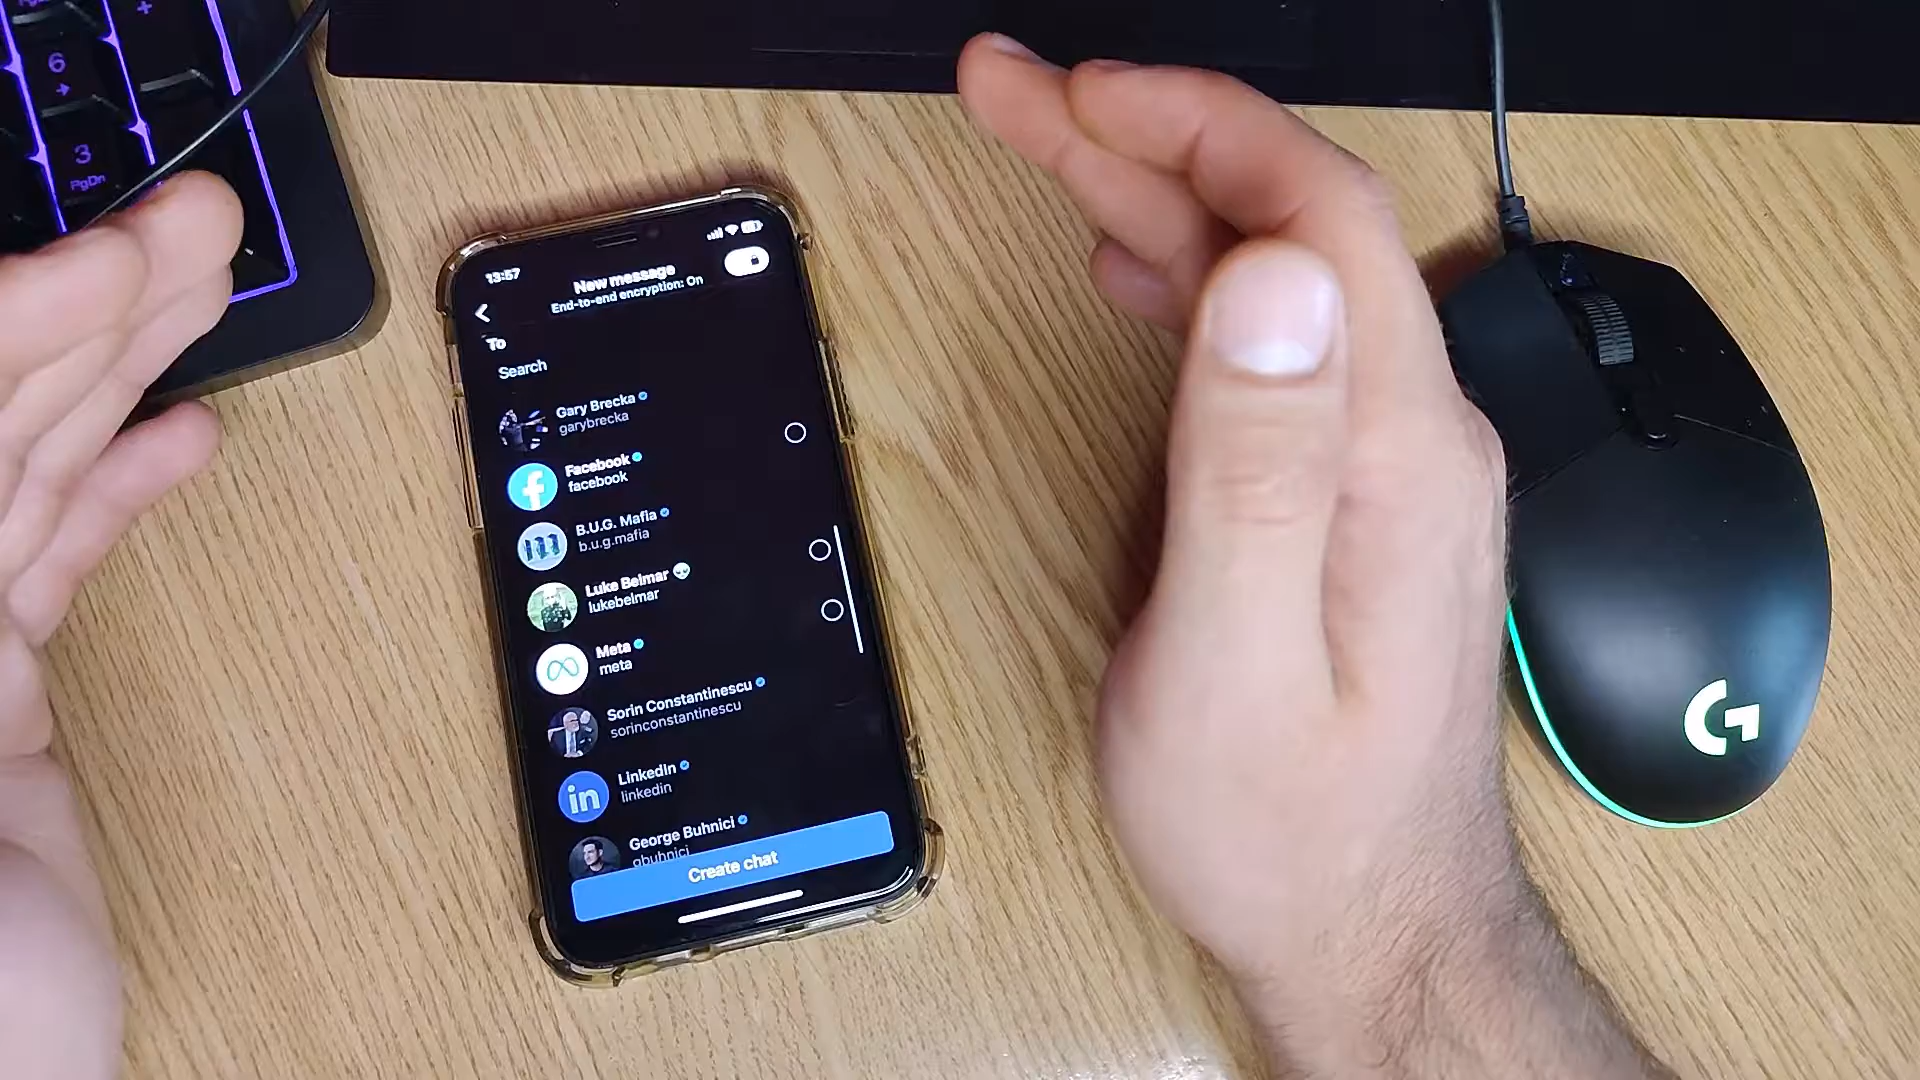 6
3
PgDn
13:57
New message
End-to-end encryption: On
To
Search
Gary Brecka
garybrecka
Facebook
facebook
B.U.G. Mafia
b.u.g.mafia
Luke Belmar 👽
lukebelmar
Meta
meta
Sorin Constantinescu
sorinconstantinescu
LinkedIn
linkedin
George Buhnici
gbuhnici
Create chat
G